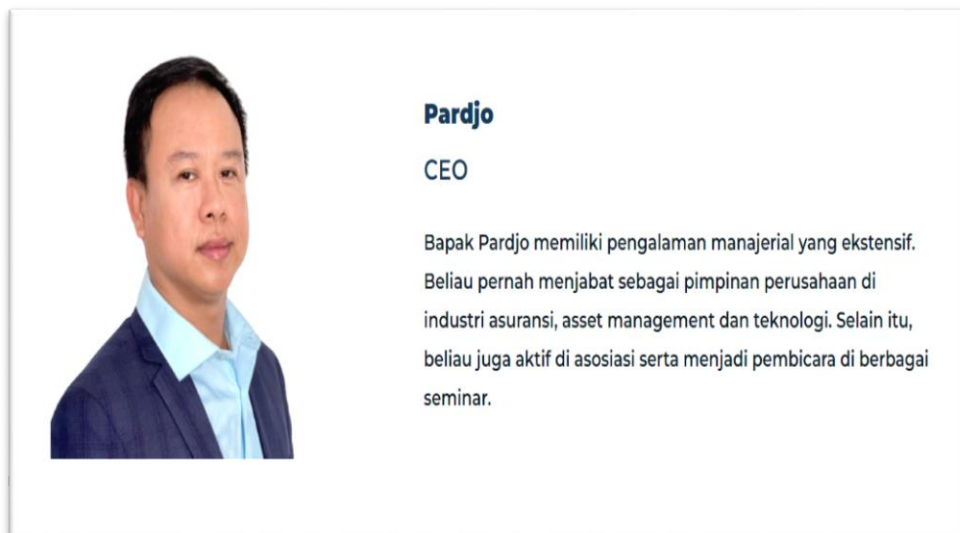 Pardjo
CEO
Bapak Pardjo memiliki pengalaman manajerial yang ekstensif.
Beliau pernah menjabat sebagai pimpinan perusahaan di
industri asuransi, asset management dan teknologi. Selain itu,
beliau juga aktif di asosiasi serta menjadi pembicara di berbagai
seminar.